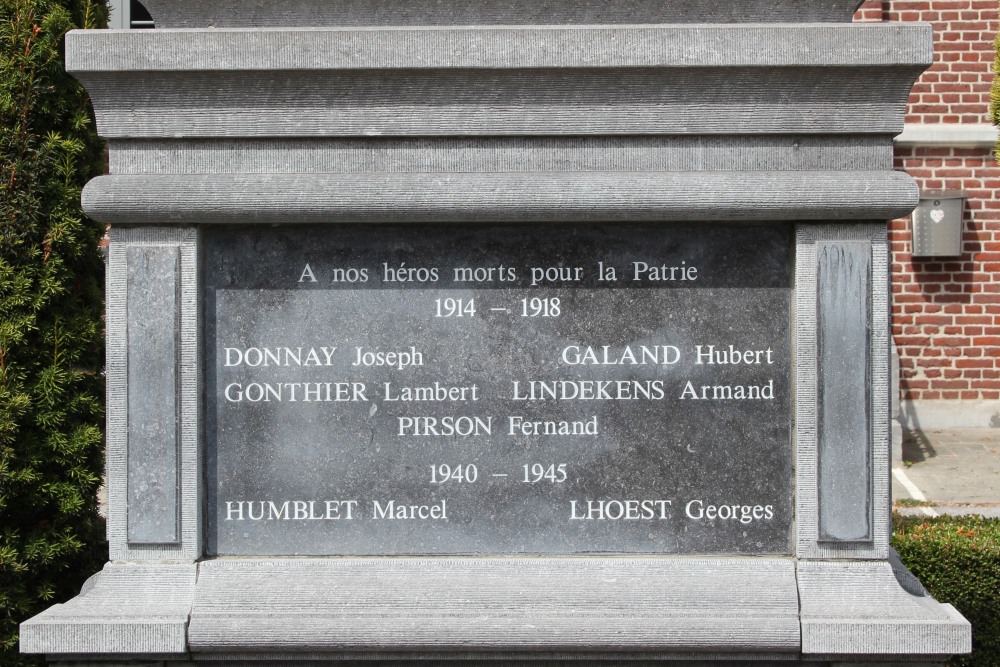 A nos héros morts pour la Patrie
1914 – 1918
DONNAY Joseph GALAND Hubert
GONTHIER Lambert LINDEKENS Armand
PIRSON Fernand
1940 – 1945
HUMBLET Marcel LHOEST Georges